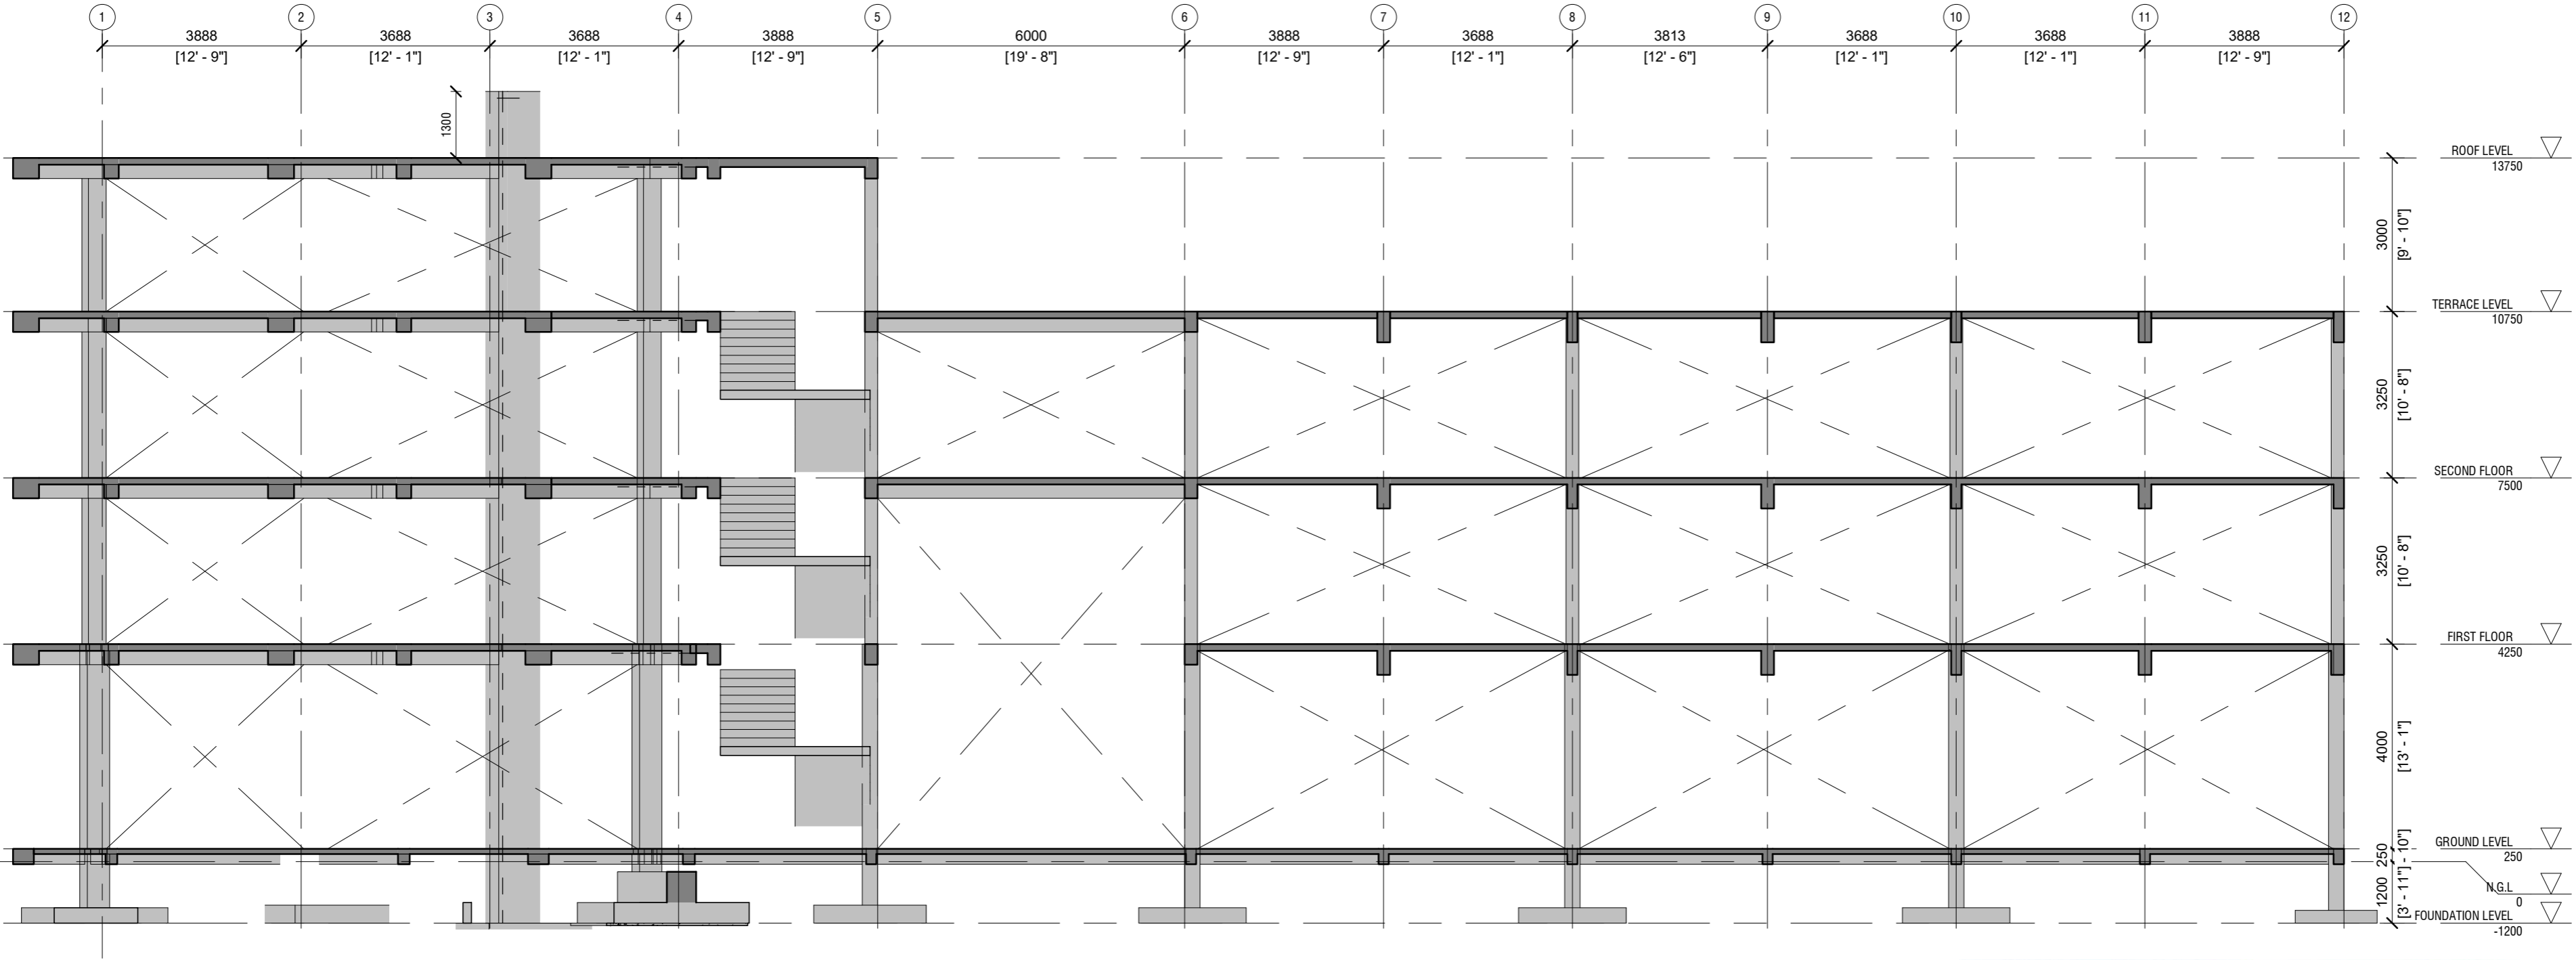 1 2 3 4 5 6 7 8 9 10 11 12
3888 3688 3688 3888 6000 3888 3688 3813 3688 3688 3888
[12' - 9"] [12' - 1"] [12' - 1"] [12' - 9"] [19' - 8"] [12' - 9"] [12' - 1"] [12' - 6"] [12' - 1"] [12' - 1"] [12' - 9"]
1300
ROOF LEVEL
13750
3000
[9' - 10"]
TERRACE LEVEL
10750
3250
[10' - 8"]
SECOND FLOOR
7500
3250
[10' - 8"]
FIRST FLOOR
4250
4000
[13' - 1"]
GROUND LEVEL
250
250
- 10"]
N.G.L
0
1200
[3' - 11"]
FOUNDATION LEVEL
-1200